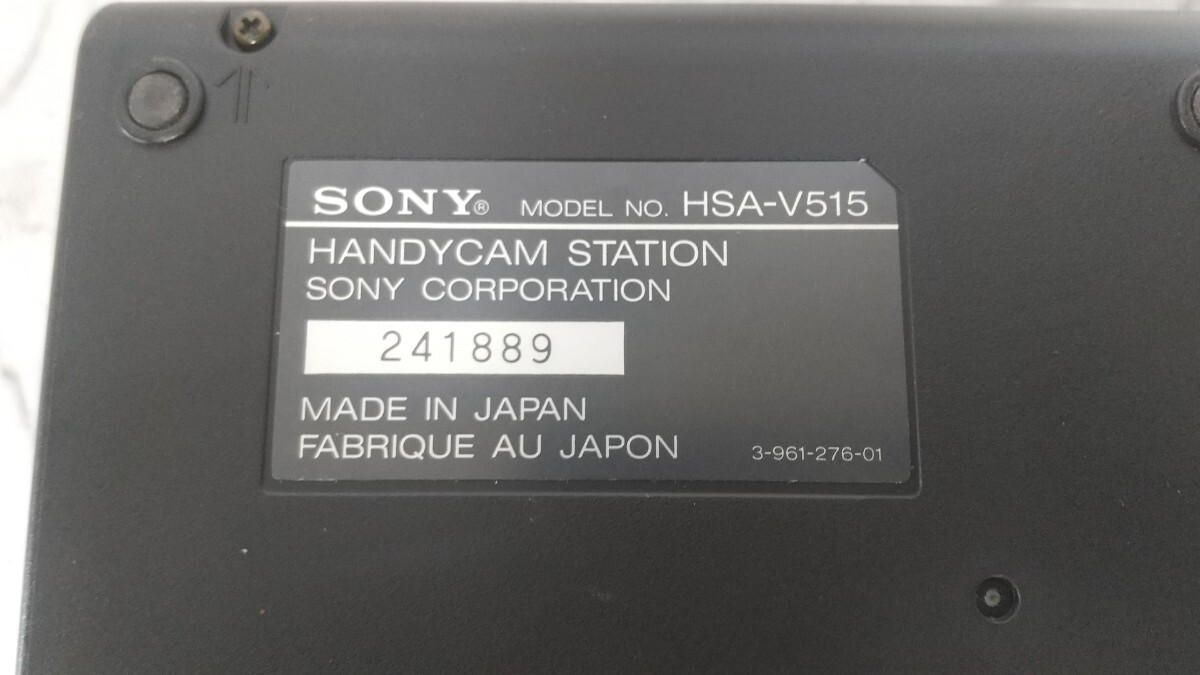 SONY® MODEL NO. HSA-V515
HANDYCAM STATION
SONY CORPORATION
241889
MADE IN JAPAN
FABRIQUE AU JAPON 3-961-276-01